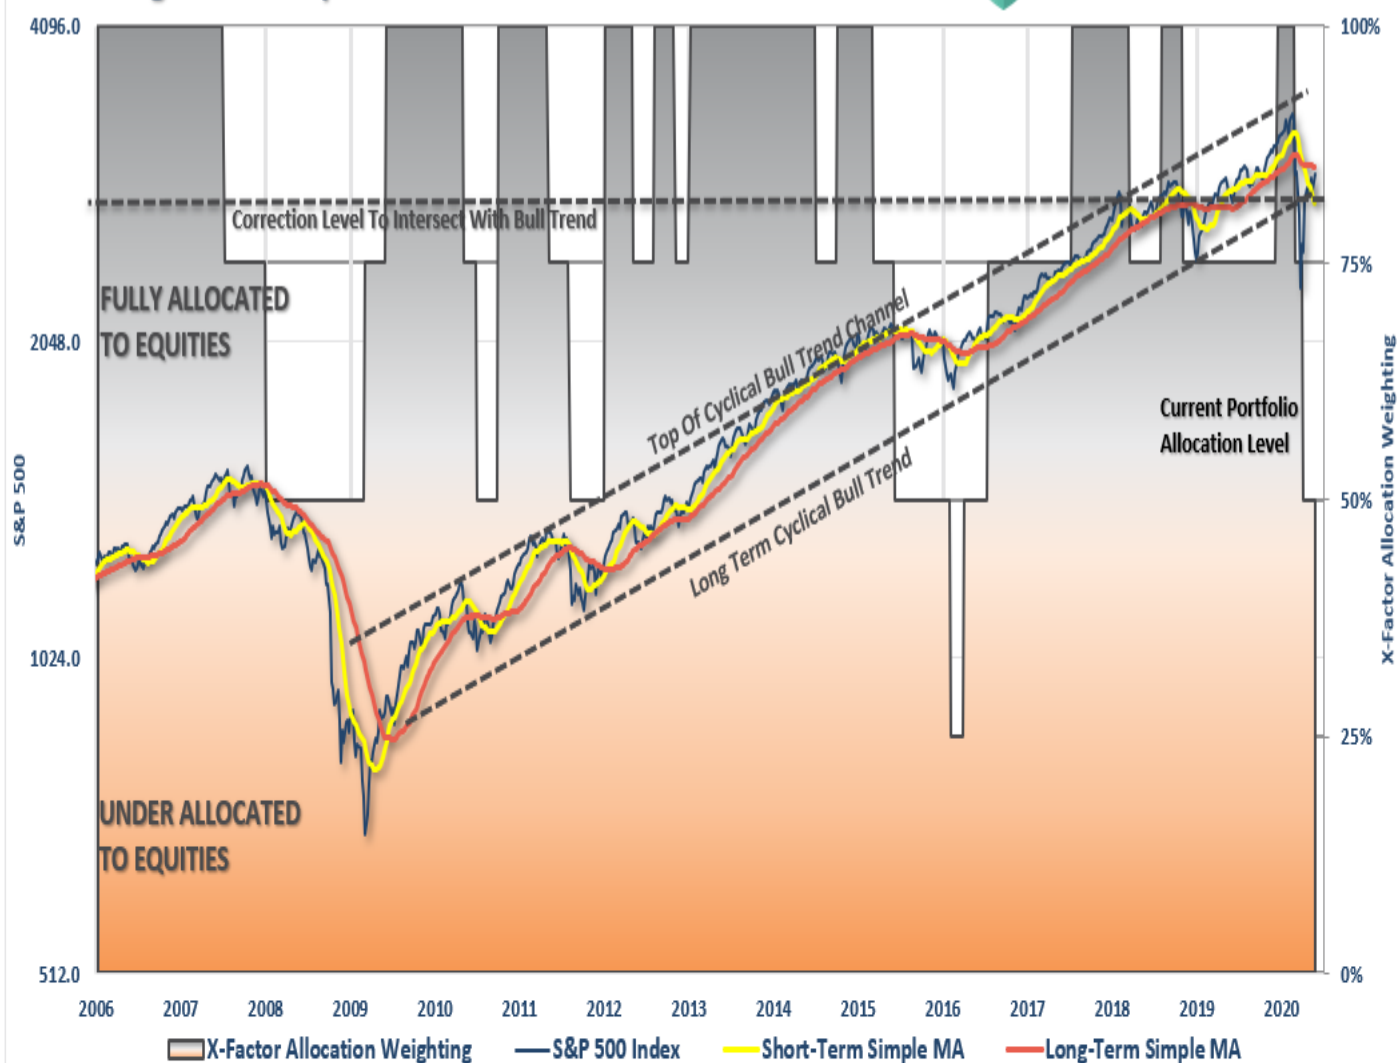 4096.0
100%
Correction Level To Intersect With Bull Trend
75%
FULLY ALLOCATED
TO EQUITIES
2048.0
Top Of Cyclical Bull Trend Channel
Current Portfolio
Allocation Level
Long Term Cyclical Bull Trend
S&P 500
X-Factor Allocation Weighting
50%
1024.0
25%
UNDER ALLOCATED
TO EQUITIES
512.0
0%
2006 2007 2008 2009 2010 2011 2012 2013 2014 2015 2016 2017 2018 2019 2020
X-Factor Allocation Weighting S&P 500 Index Short-Term Simple MA Long-Term Simple MA